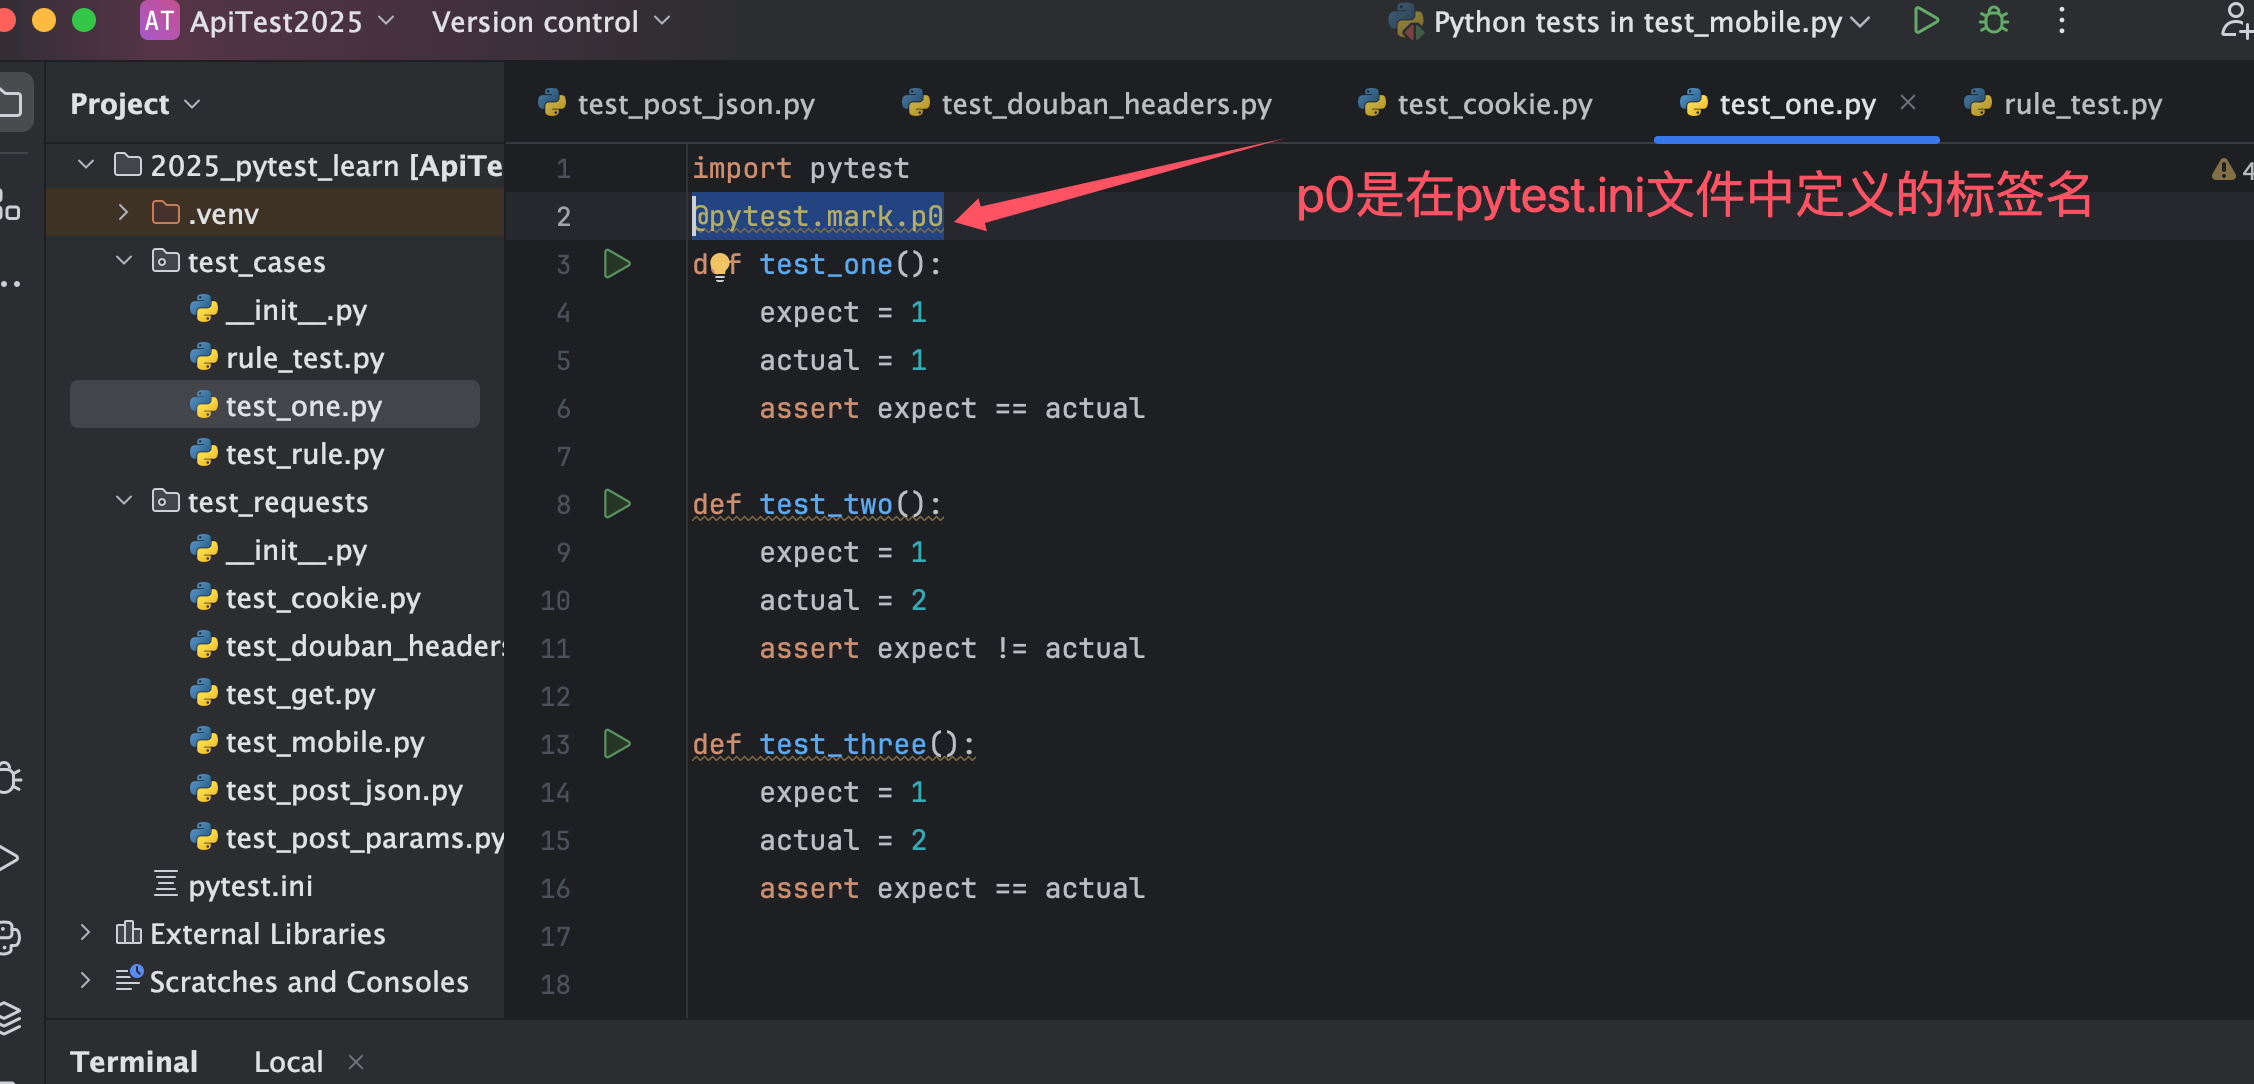 AT ApiTest2025 Version control Python tests in test_mobile.py
Project
test_post_json.py test_douban_headers.py test_cookie.py test_one.py rule_test.py
2025_pytest_learn [ApiTe
.venv
test_cases
__init__.py
rule_test.py
test_one.py
test_rule.py
test_requests
__init__.py
test_cookie.py
test_douban_headers
test_get.py
test_mobile.py
test_post_json.py
test_post_params.py
pytest.ini
External Libraries
Scratches and Consoles
1 import pytest
2 @pytest.mark.p0
3 def test_one():
4 expect = 1
5 actual = 1
6 assert expect == actual
7
8 def test_two():
9 expect = 1
10 actual = 2
11 assert expect != actual
12
13 def test_three():
14 expect = 1
15 actual = 2
16 assert expect == actual
17
18
4
p0是在pytest.ini文件中定义的标签名
Terminal Local